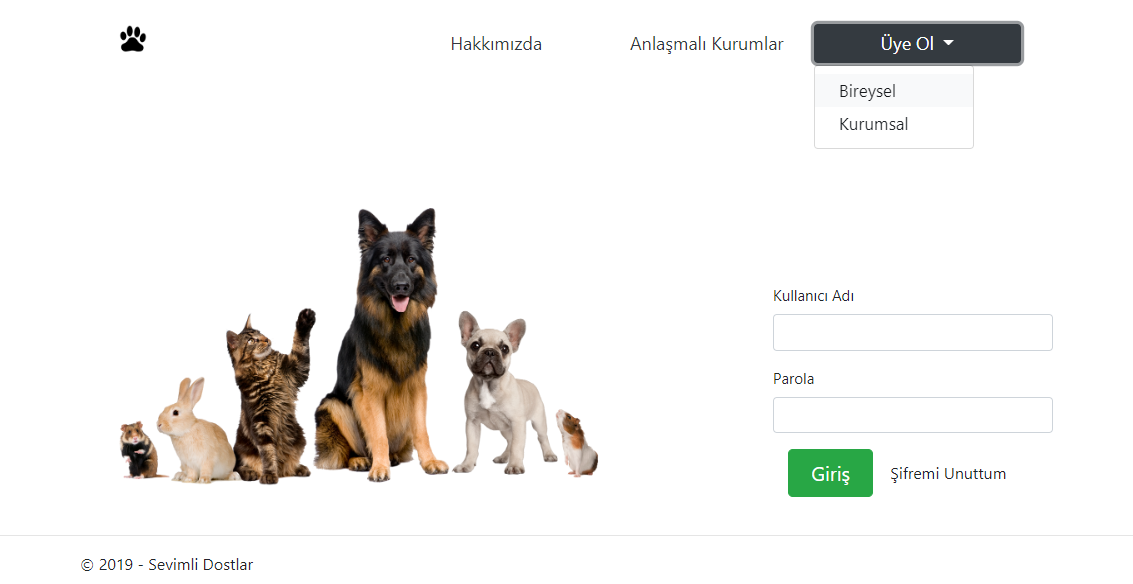 Hakkımızda
Anlaşmalı Kurumlar
Üye Ol
Bireysel
Kurumsal
Kullanıcı Adı
Parola
Giriş
Şifremi Unuttum
© 2019 - Sevimli Dostlar